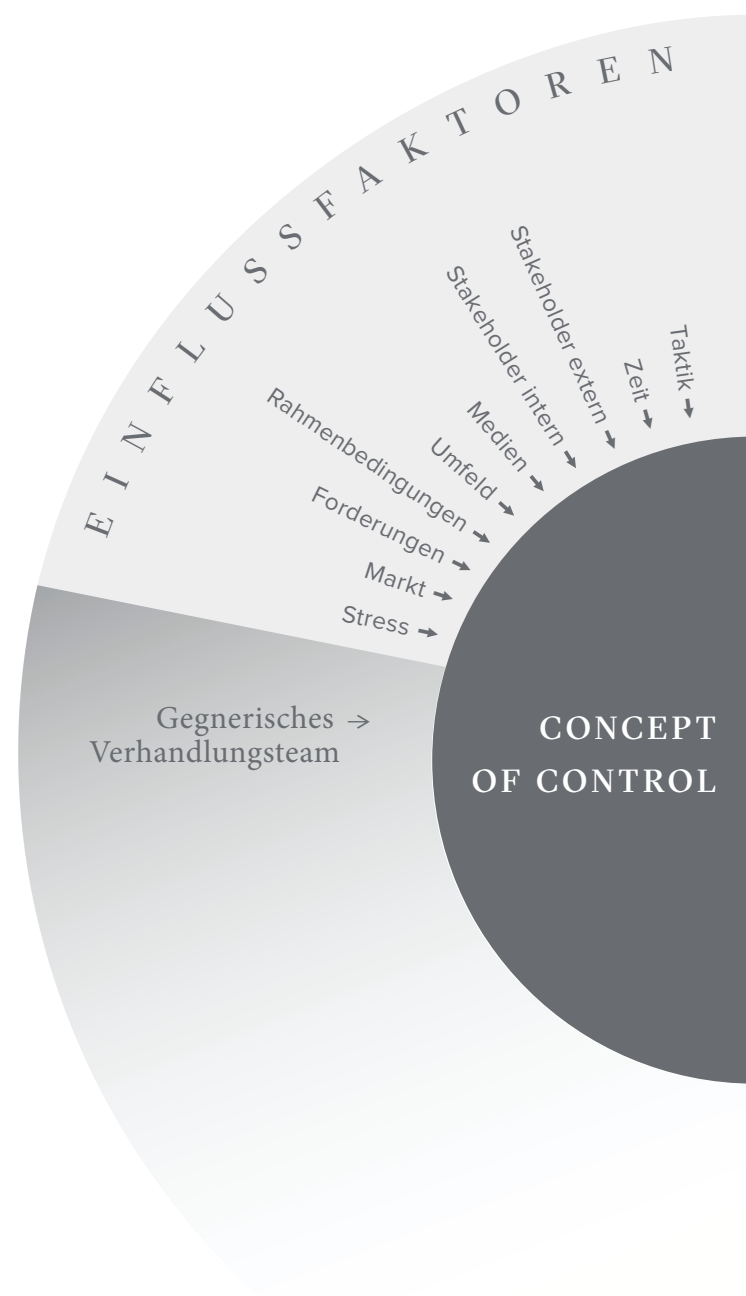 EINFLUSSFAKTOREN
Stress
Markt
Forderungen
Rahmenbedingungen
Umfeld
Medien
Stakeholder intern
Stakeholder extern
Zeit
Taktik
Gegnerisches
Verhandlungsteam
CONCEPT
OF CONTROL